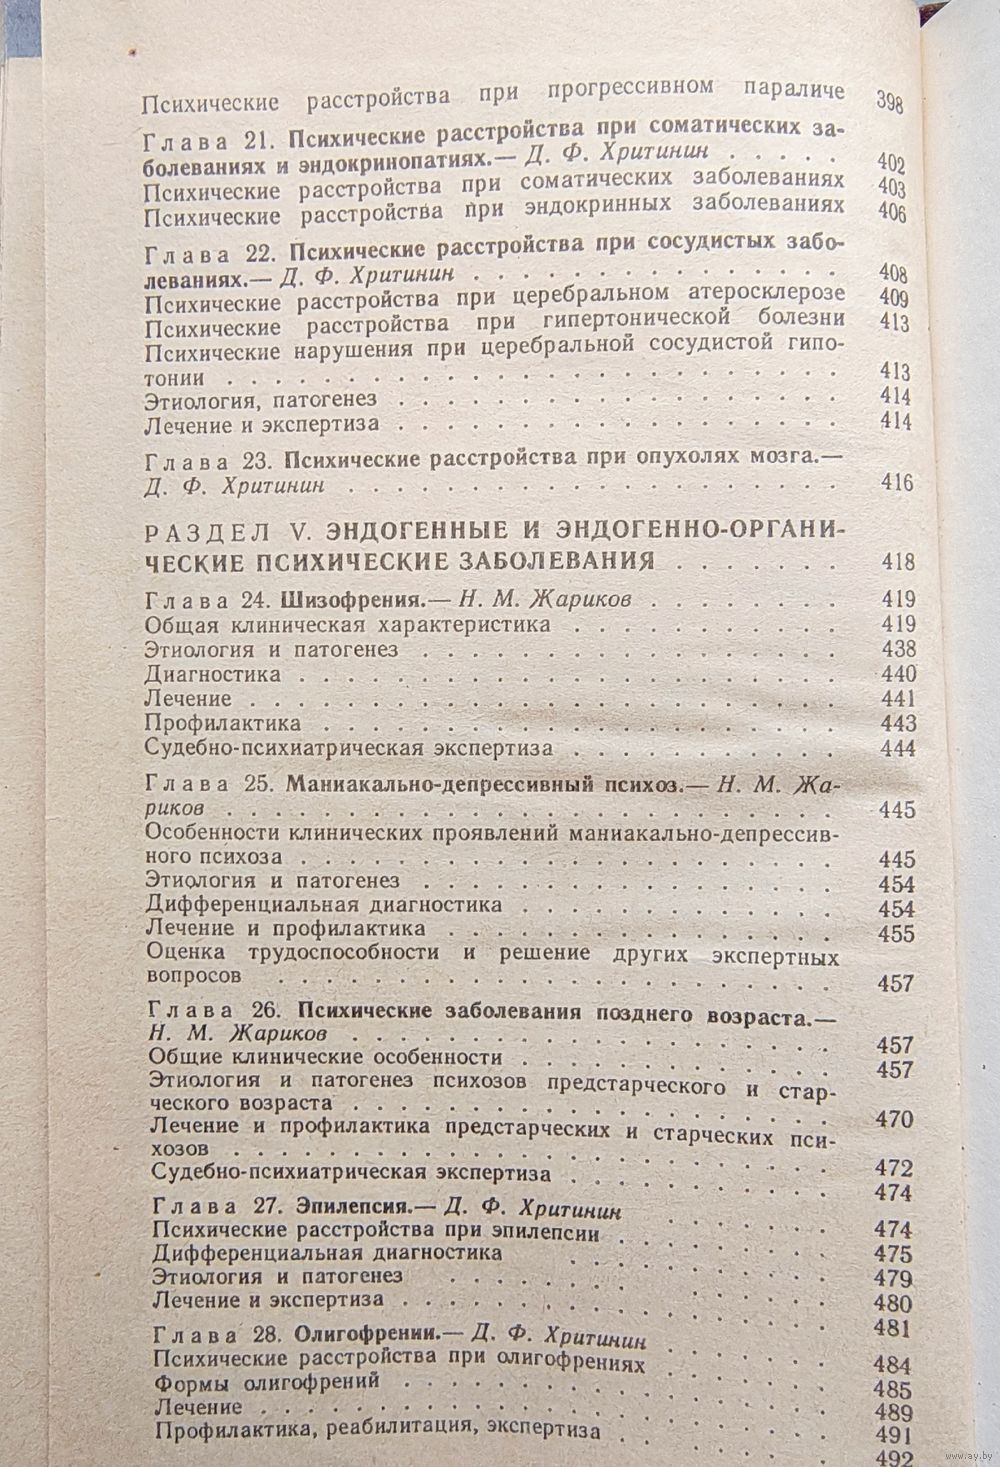 Психические расстройства при прогрессивном параличе 398
Глава 21. Психические расстройства при соматических за-
болеваниях и эндокринопатиях.— Д. Ф. Хритинин . . . . . 402
Психические расстройства при соматических заболеваниях 403
Психические расстройства при эндокринных заболеваниях 406
Глава 22. Психические расстройства при сосудистых забо-
леваниях.— Д. Ф. Хритинин . . . . . . . . . . . . . . . 408
Психические расстройства при церебральном атеросклерозе 409
Психические расстройства при гипертонической болезни 413
Психические нарушения при церебральной сосудистой гипо-
тонии . . . . . . . . . . . . . . . . . . . . . . . . . 413
Этиология, патогенез . . . . . . . . . . . . . . . . . . 414
Лечение и экспертиза . . . . . . . . . . . . . . . . . . 414
Глава 23. Психические расстройства при опухолях мозга.—
Д. Ф. Хритинин . . . . . . . . . . . . . . . . . . . . 416
РАЗДЕЛ V. ЭНДОГЕННЫЕ И ЭНДОГЕННО-ОРГАНИ-
ЧЕСКИЕ ПСИХИЧЕСКИЕ ЗАБОЛЕВАНИЯ . . . . . . . 418
Глава 24. Шизофрения.— Н. М. Жариков . . . . . . . . 419
Общая клиническая характеристика . . . . . . . . . . . 419
Этиология и патогенез . . . . . . . . . . . . . . . . . 438
Диагностика . . . . . . . . . . . . . . . . . . . . . . 440
Лечение . . . . . . . . . . . . . . . . . . . . . . . . 441
Профилактика . . . . . . . . . . . . . . . . . . . . . 443
Судебно-психиатрическая экспертиза . . . . . . . . . . . 444
Глава 25. Маниакально-депрессивный психоз.— Н. М. Жа-
риков . . . . . . . . . . . . . . . . . . . . . . . . . 445
Особенности клинических проявлений маниакально-депрессив-
ного психоза . . . . . . . . . . . . . . . . . . . . . . 445
Этиология и патогенез . . . . . . . . . . . . . . . . . 454
Дифференциальная диагностика . . . . . . . . . . . . . 454
Лечение и профилактика . . . . . . . . . . . . . . . . 455
Оценка трудоспособности и решение других экспертных
вопросов . . . . . . . . . . . . . . . . . . . . . . . 457
Глава 26. Психические заболевания позднего возраста.—
Н. М. Жариков . . . . . . . . . . . . . . . . . . . . 457
Общие клинические особенности . . . . . . . . . . . . . 457
Этиология и патогенез психозов предстарческого и стар-
ческого возраста . . . . . . . . . . . . . . . . . . . . 470
Лечение и профилактика предстарческих и старческих пси-
хозов . . . . . . . . . . . . . . . . . . . . . . . . . 472
Судебно-психиатрическая экспертиза . . . . . . . . . . . 474
Глава 27. Эпилепсия.— Д. Ф. Хритинин . . . . . . . 474
Психические расстройства при эпилепсии . . . . . . . . . 475
Дифференциальная диагностика . . . . . . . . . . . . . 479
Этиология и патогенез . . . . . . . . . . . . . . . . . 480
Лечение и экспертиза . . . . . . . . . . . . . . . . . . 481
Глава 28. Олигофрении.— Д. Ф. Хритинин . . . . . . . 484
Психические расстройства при олигофрениях . . . . . . . 485
Формы олигофрений . . . . . . . . . . . . . . . . . . 489
Лечение . . . . . . . . . . . . . . . . . . . . . . . . 491
Профилактика, реабилитация, экспертиза . . . . . . . . . 492
www.ay.by